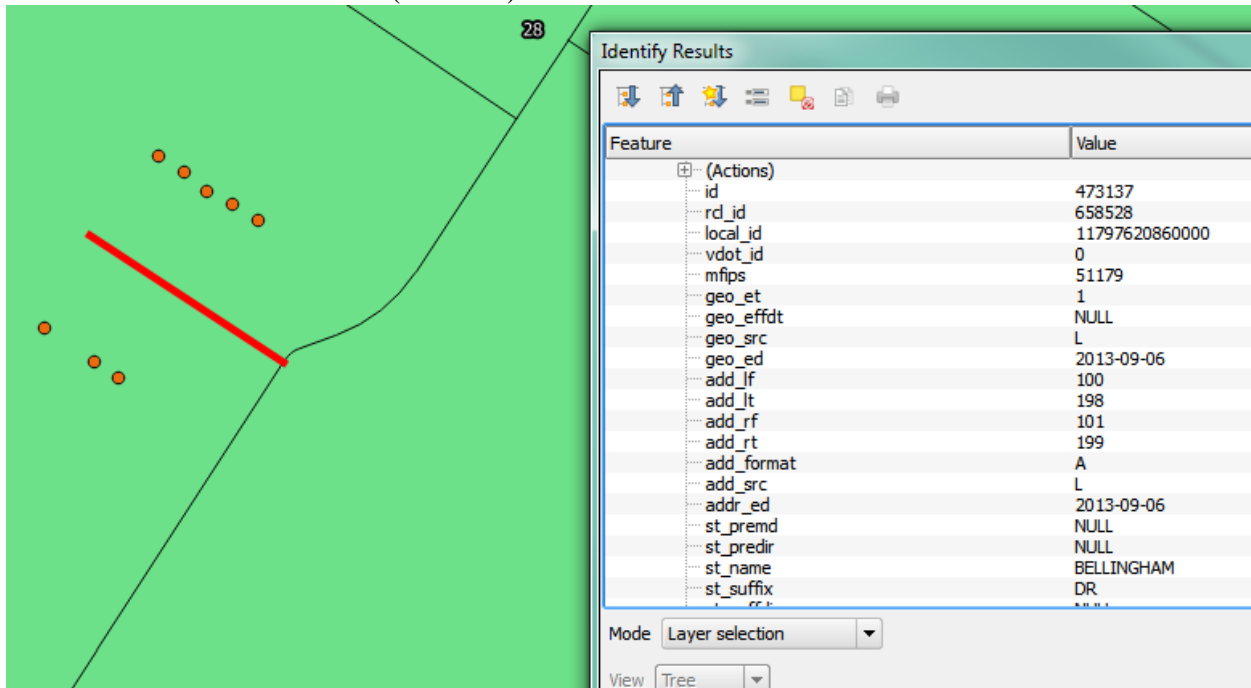 28
Identify Results
Feature Value
(Actions)
id 473137
rcl_id 658528
local_id 11797620860000
vdot_id 0
mfips 51179
geo_et 1
geo_effdt NULL
geo_src L
geo_ed 2013-09-06
add_lf 100
add_lt 198
add_rf 101
add_rt 199
add_format A
add_src L
addr_ed 2013-09-06
st_premd NULL
st_predir NULL
st_name BELLINGHAM
st_suffix DR
Mode Layer selection
View Tree